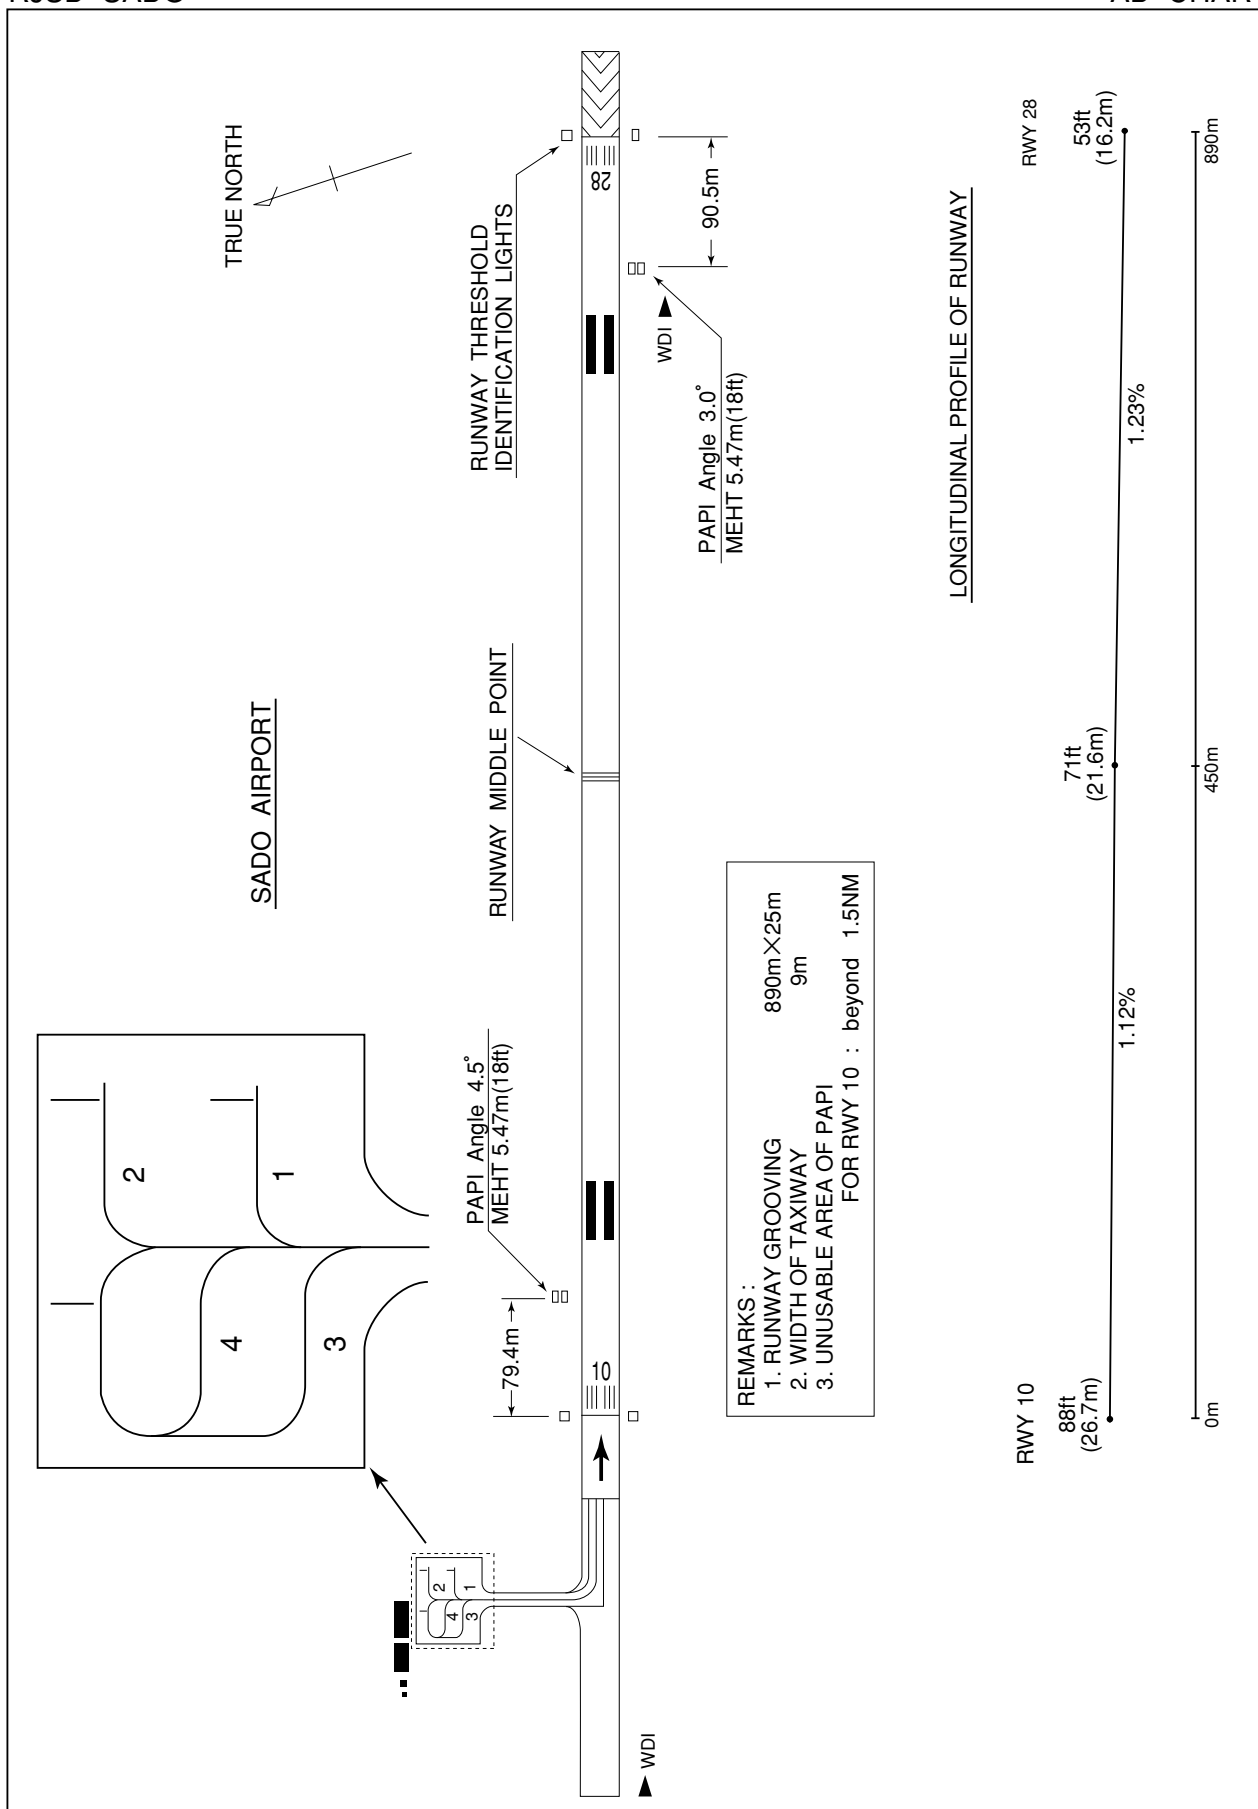 SADO AIRPORT
TRUE NORTH
2
1
4
3
2
1
4
3
PAPI Angle 4.5°
MEHT 5.47m(18ft)
RUNWAY MIDDLE POINT
RUNWAY THRESHOLD
IDENTIFICATION LIGHTS
79.4m
10
28
90.5m
WDI
WDI
PAPI Angle 3.0°
MEHT 5.47m(18ft)
REMARKS :
1. RUNWAY GROOVING 890m×25m
2. WIDTH OF TAXIWAY 9m
3. UNUSABLE AREA OF PAPI
FOR RWY 10 : beyond 1.5NM
LONGITUDINAL PROFILE OF RUNWAY
RWY 10
88ft
(26.7m)
71ft
(21.6m)
RWY 28
53ft
(16.2m)
1.12%
1.23%
0m
450m
890m